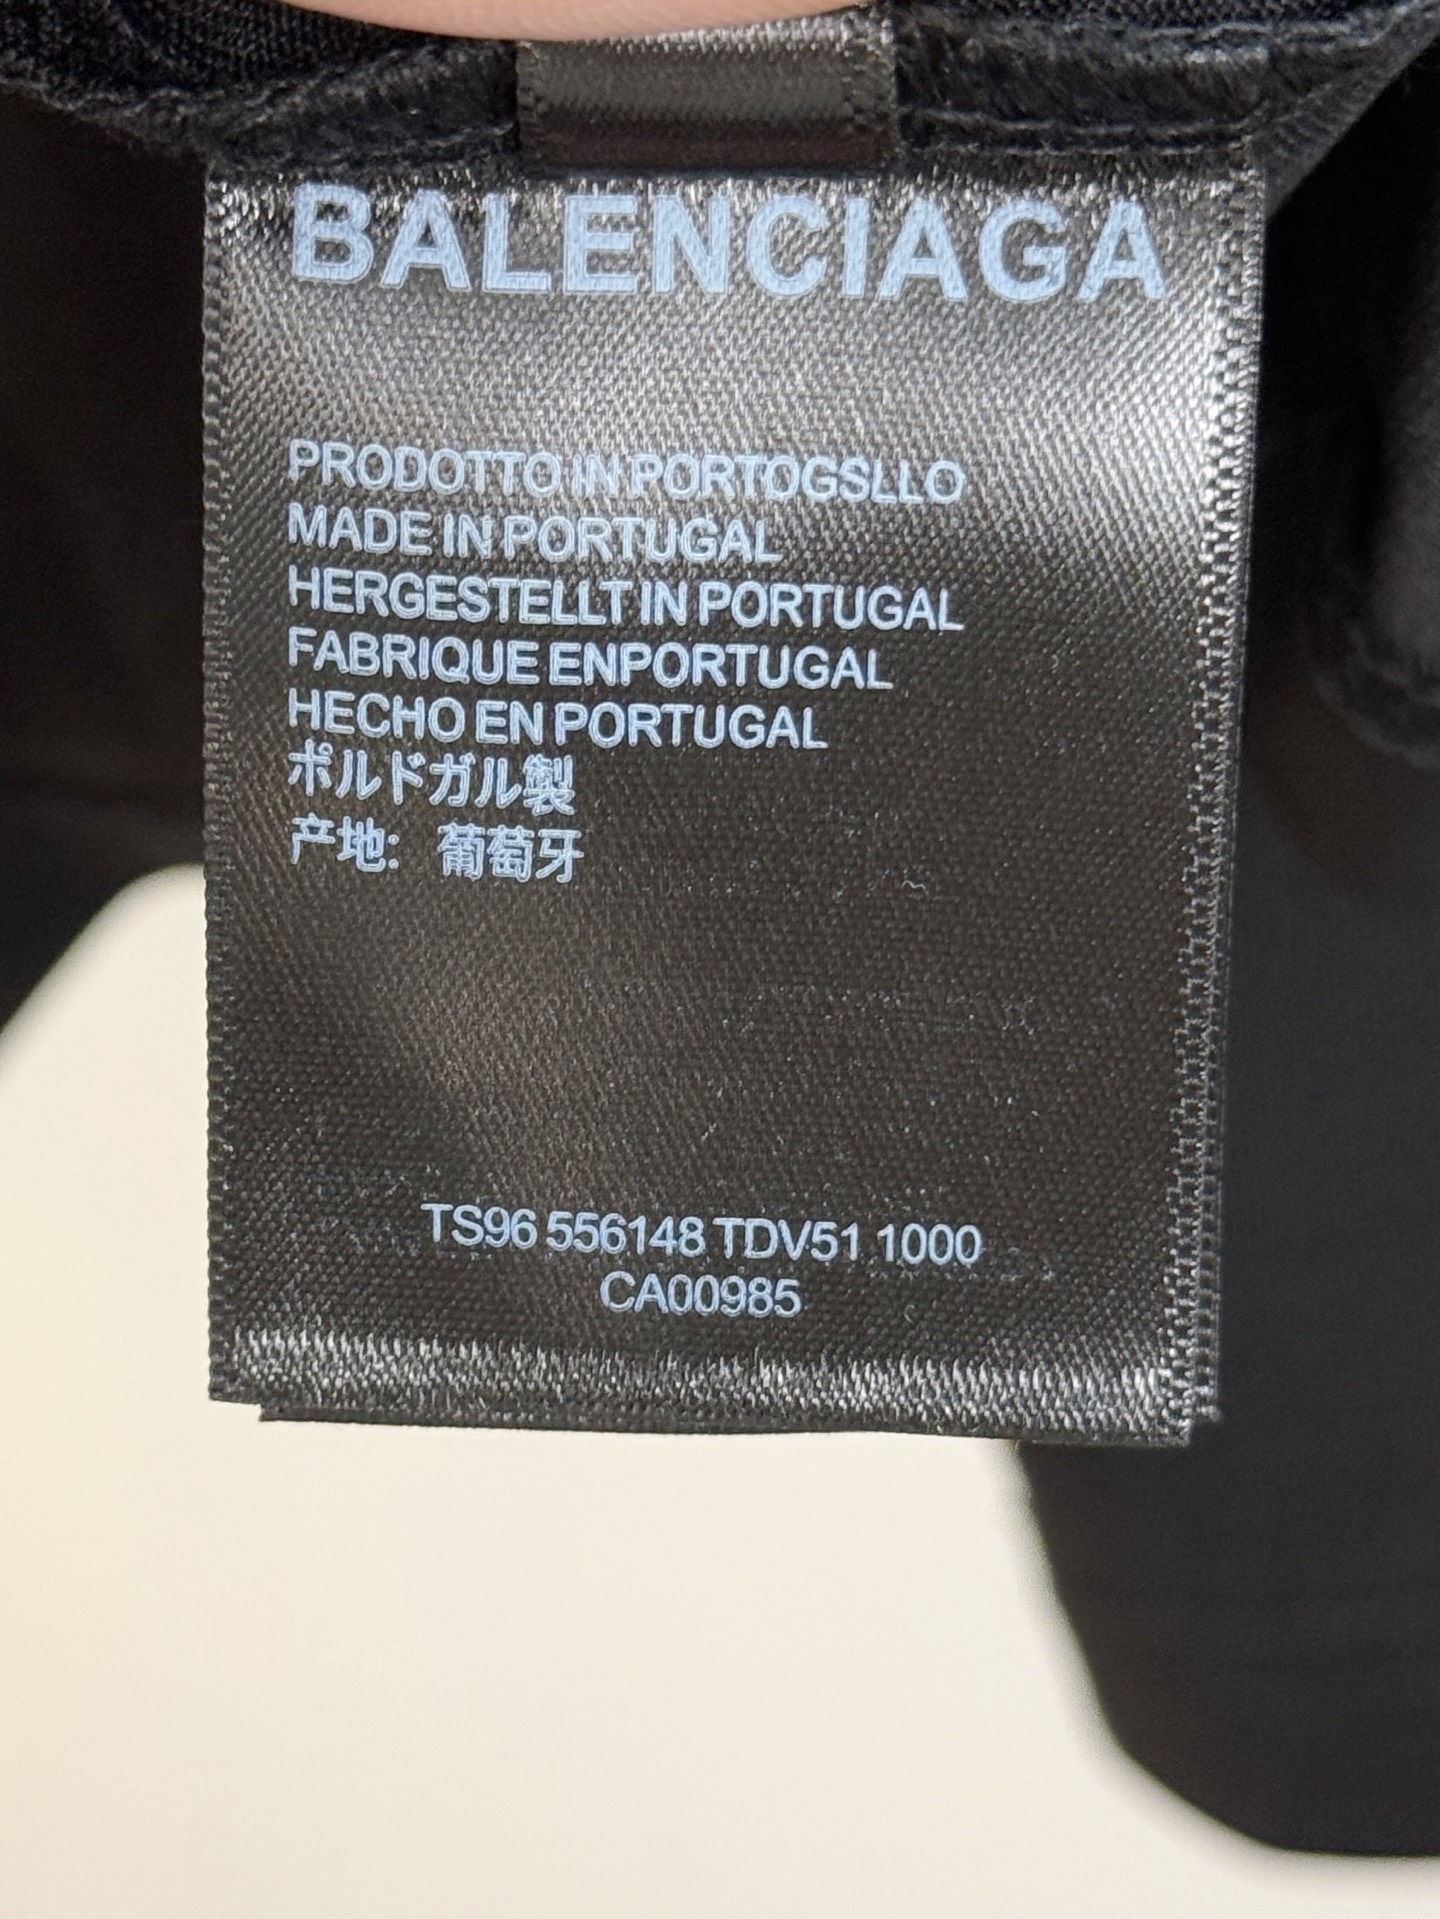 BALENCIAGA
PRODOTTO IN PORTOGSLLO
MADE IN PORTUGAL
HERGESTELLT IN PORTUGAL
FABRIQUE ENPORTUGAL
HECHO EN PORTUGAL
ポルドガル製
产地: 葡萄牙
TS96 556148 TDV51 1000
CA00985